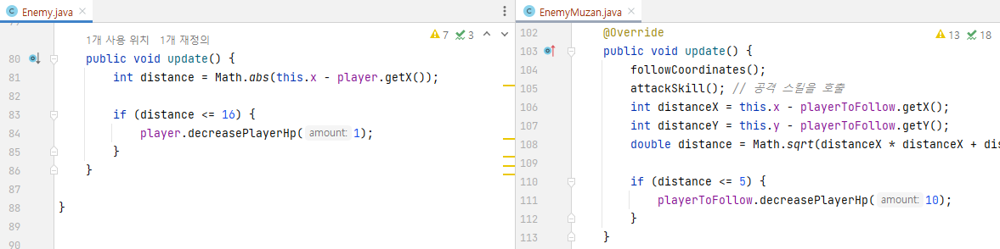 Enemy.java
7 3
1개 사용 위치 1개 재정의
80 public void update() {
81 int distance = Math.abs(this.x - player.getX());
82
83 if (distance <= 16) {
84 player.decreasePlayerHp( amount: 1);
85 }
86 }
87
88 }
89
90
EnemyMuzan.java
13 18
102 @Override
103 public void update() {
104 followCoordinates();
105 attackSkill(); // 공격 스킬을 호출
106 int distanceX = this.x - playerToFollow.getX();
107 int distanceY = this.y - playerToFollow.getY();
108 double distance = Math.sqrt(distanceX * distanceX + dis
109
110 if (distance <= 5) {
111 playerToFollow.decreasePlayerHp( amount: 10);
112 }
113 }